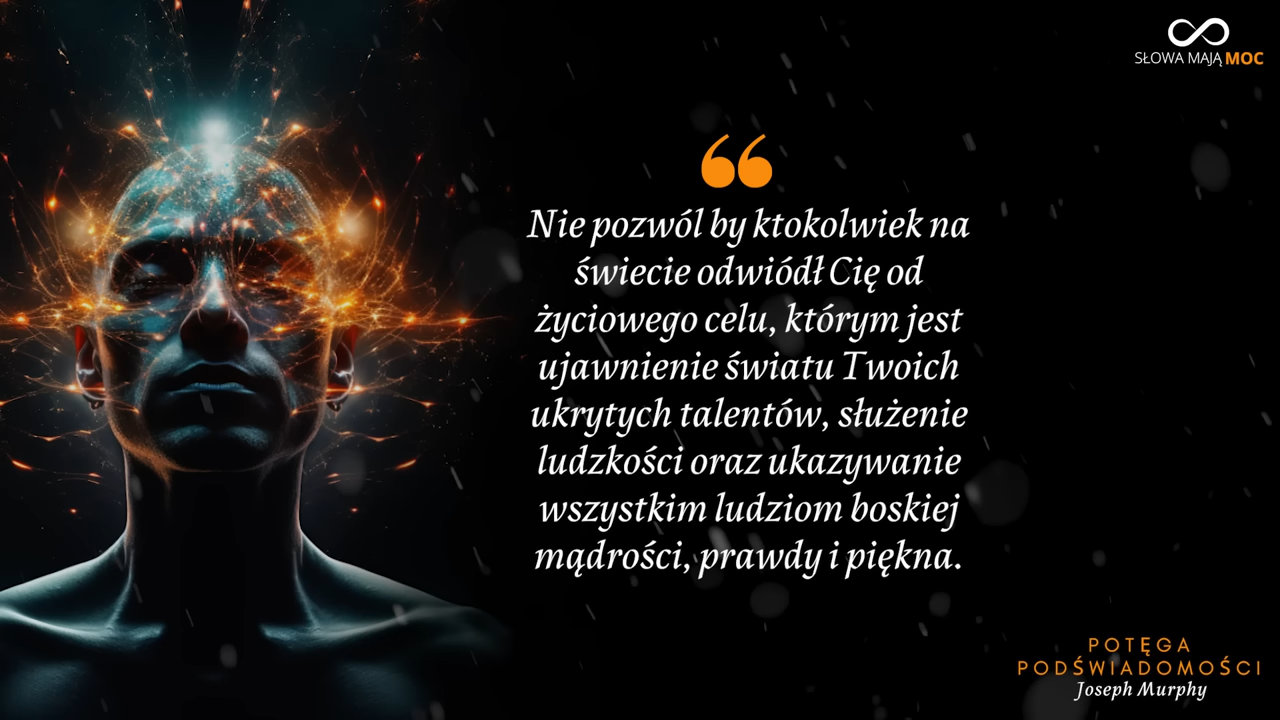 SŁOWA MAJĄ MOC
❝
Nie pozwól by ktokolwiek na
świecie odwiódł Cię od
życiowego celu, którym jest
ujawnienie światu Twoich
ukrytych talentów, służenie
ludzkości oraz ukazywanie
wszystkim ludziom boskiej
mądrości, prawdy i piękna.
POTĘGA
PODŚWIADOMOŚCI
Joseph Murphy